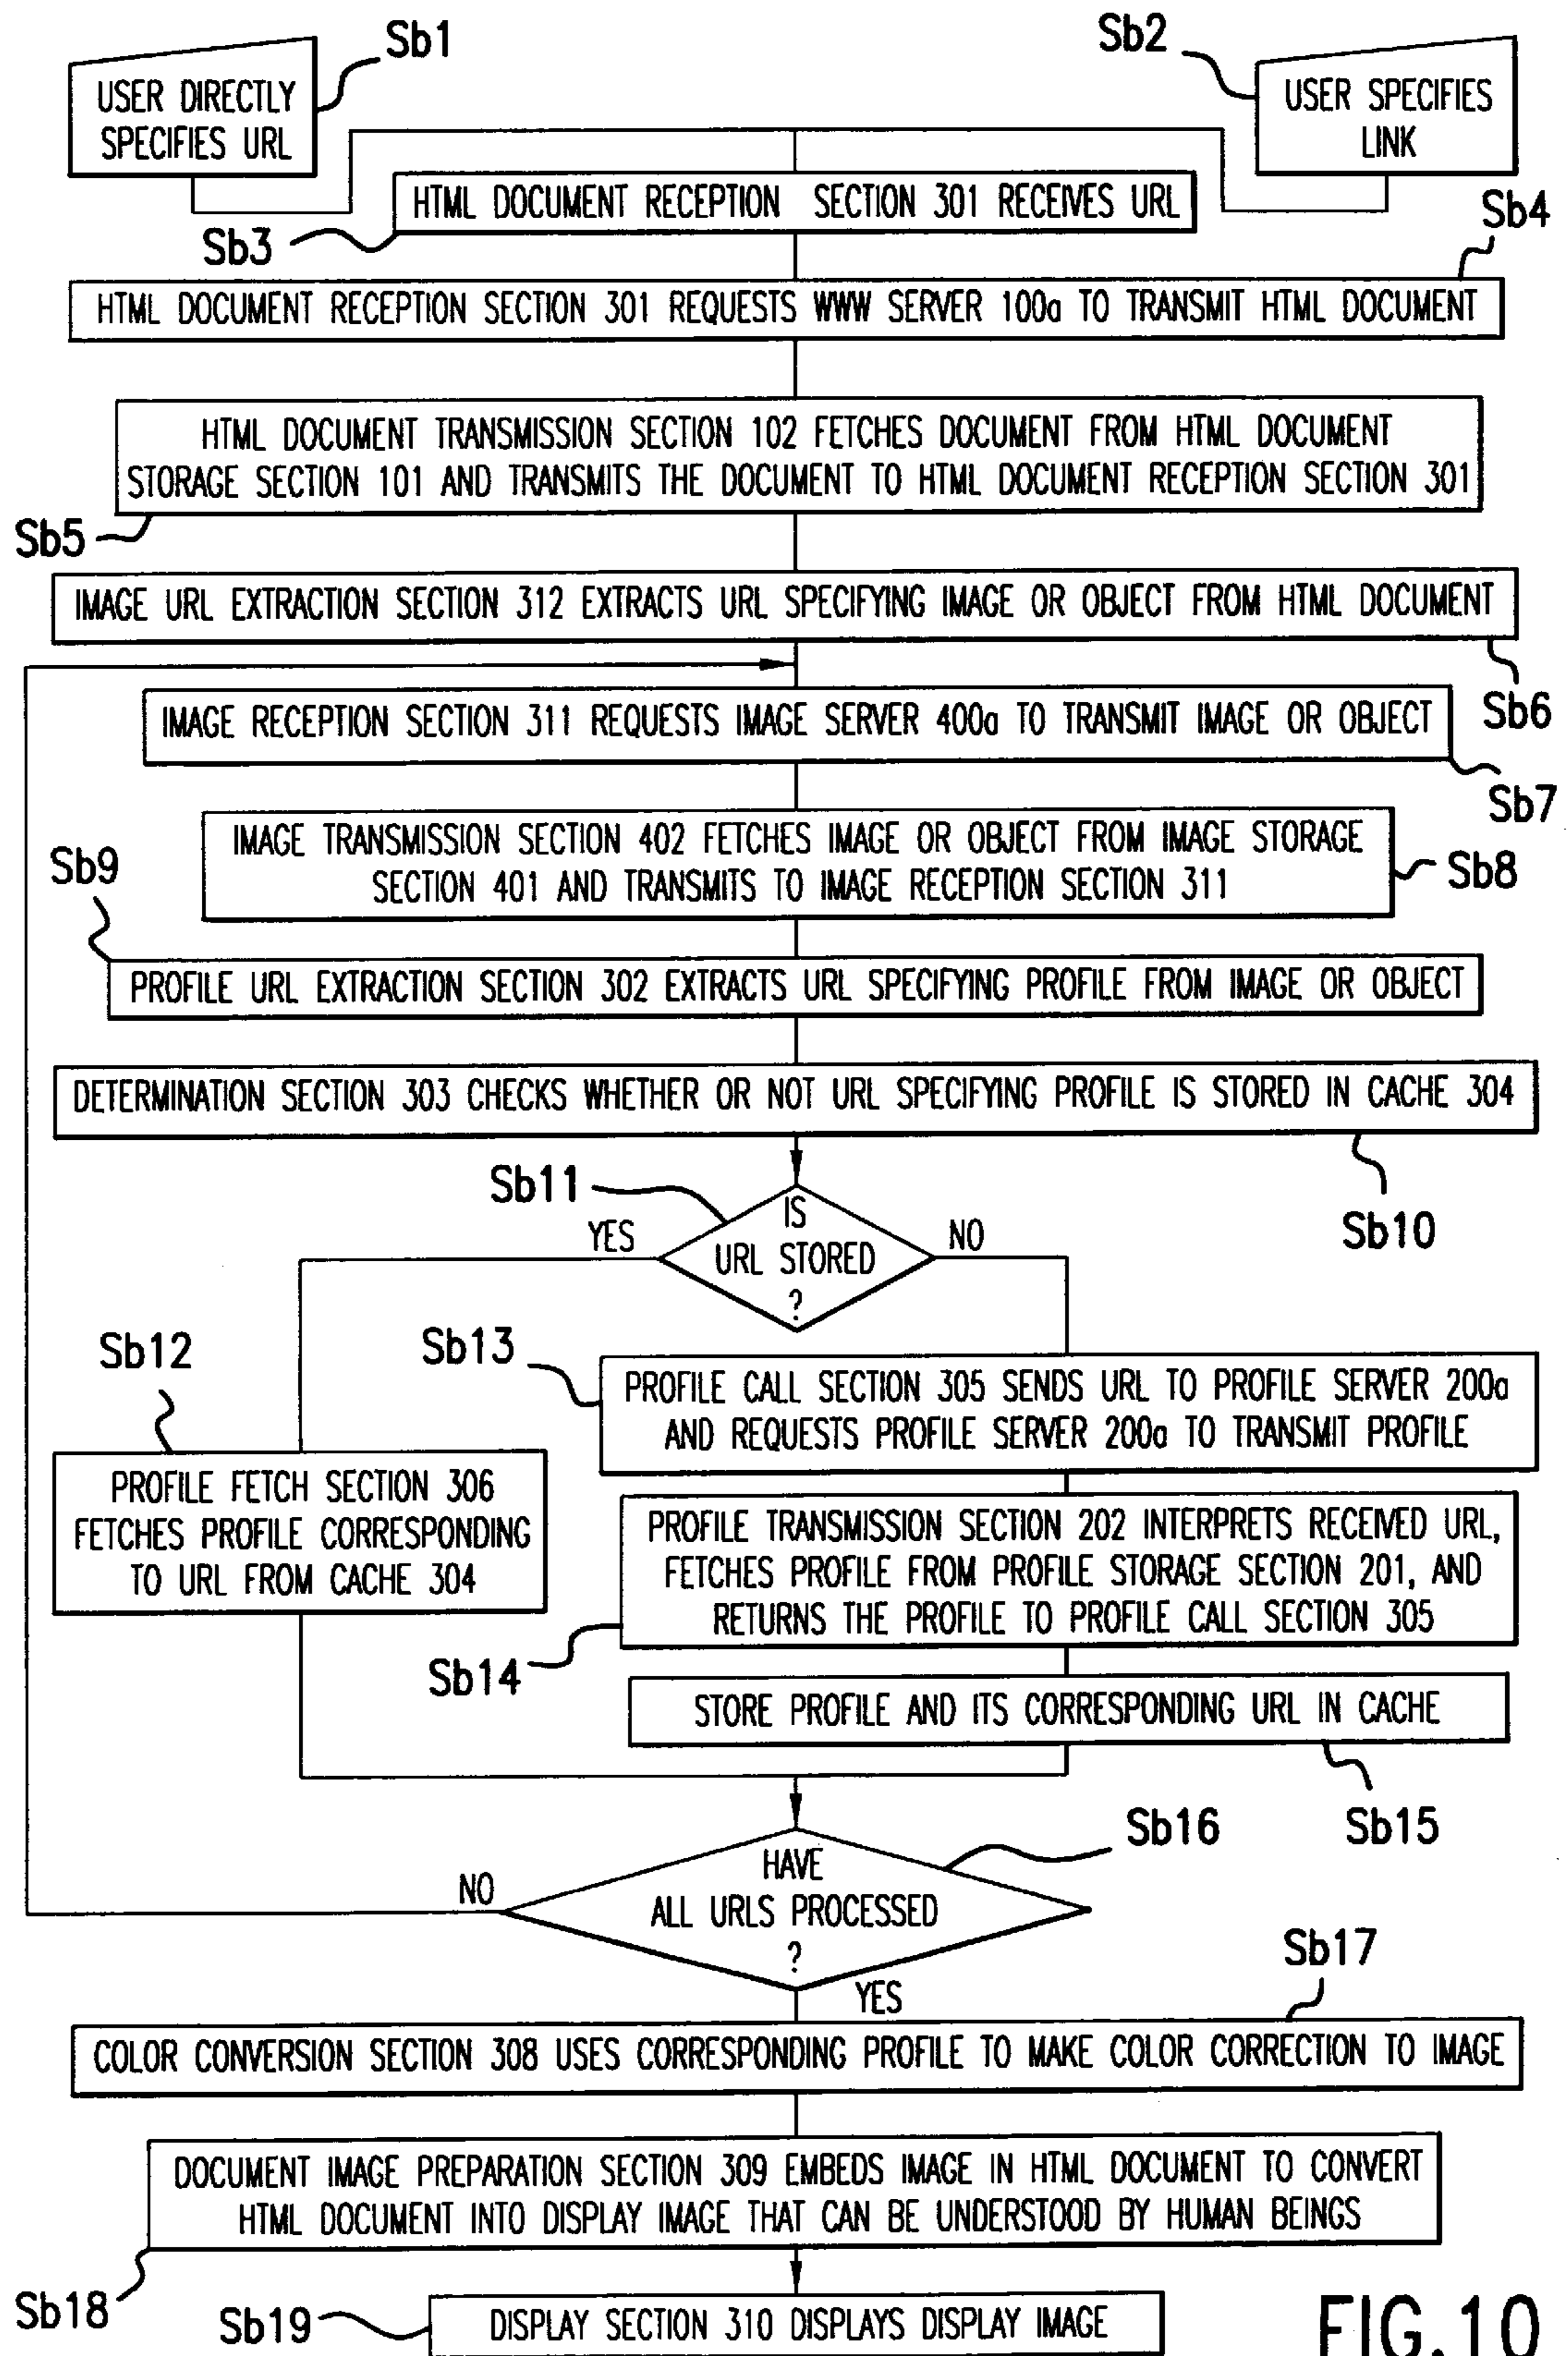 Sb1
Sb2
USER DIRECTLY
SPECIFIES URL
USER SPECIFIES
LINK
HTML DOCUMENT RECEPTION SECTION 301 RECEIVES URL
Sb3
Sb4
HTML DOCUMENT RECEPTION SECTION 301 REQUESTS WWW SERVER 100a TO TRANSMIT HTML DOCUMENT
HTML DOCUMENT TRANSMISSION SECTION 102 FETCHES DOCUMENT FROM HTML DOCUMENT
STORAGE SECTION 101 AND TRANSMITS THE DOCUMENT TO HTML DOCUMENT RECEPTION SECTION 301
Sb5
IMAGE URL EXTRACTION SECTION 312 EXTRACTS URL SPECIFYING IMAGE OR OBJECT FROM HTML DOCUMENT
Sb6
IMAGE RECEPTION SECTION 311 REQUESTS IMAGE SERVER 400a TO TRANSMIT IMAGE OR OBJECT
Sb7
IMAGE TRANSMISSION SECTION 402 FETCHES IMAGE OR OBJECT FROM IMAGE STORAGE
SECTION 401 AND TRANSMITS TO IMAGE RECEPTION SECTION 311
Sb8
Sb9
PROFILE URL EXTRACTION SECTION 302 EXTRACTS URL SPECIFYING PROFILE FROM IMAGE OR OBJECT
DETERMINATION SECTION 303 CHECKS WHETHER OR NOT URL SPECIFYING PROFILE IS STORED IN CACHE 304
Sb10
Sb11
IS
URL STORED
?
YES
NO
Sb12
PROFILE FETCH SECTION 306
FETCHES PROFILE CORRESPONDING
TO URL FROM CACHE 304
Sb13
PROFILE CALL SECTION 305 SENDS URL TO PROFILE SERVER 200a
AND REQUESTS PROFILE SERVER 200a TO TRANSMIT PROFILE
PROFILE TRANSMISSION SECTION 202 INTERPRETS RECEIVED URL,
FETCHES PROFILE FROM PROFILE STORAGE SECTION 201, AND
RETURNS THE PROFILE TO PROFILE CALL SECTION 305
Sb14
STORE PROFILE AND ITS CORRESPONDING URL IN CACHE
Sb15
Sb16
HAVE
ALL URLS PROCESSED
?
NO
YES
Sb17
COLOR CONVERSION SECTION 308 USES CORRESPONDING PROFILE TO MAKE COLOR CORRECTION TO IMAGE
DOCUMENT IMAGE PREPARATION SECTION 309 EMBEDS IMAGE IN HTML DOCUMENT TO CONVERT
HTML DOCUMENT INTO DISPLAY IMAGE THAT CAN BE UNDERSTOOD BY HUMAN BEINGS
Sb18
Sb19
DISPLAY SECTION 310 DISPLAYS DISPLAY IMAGE
FIG.10